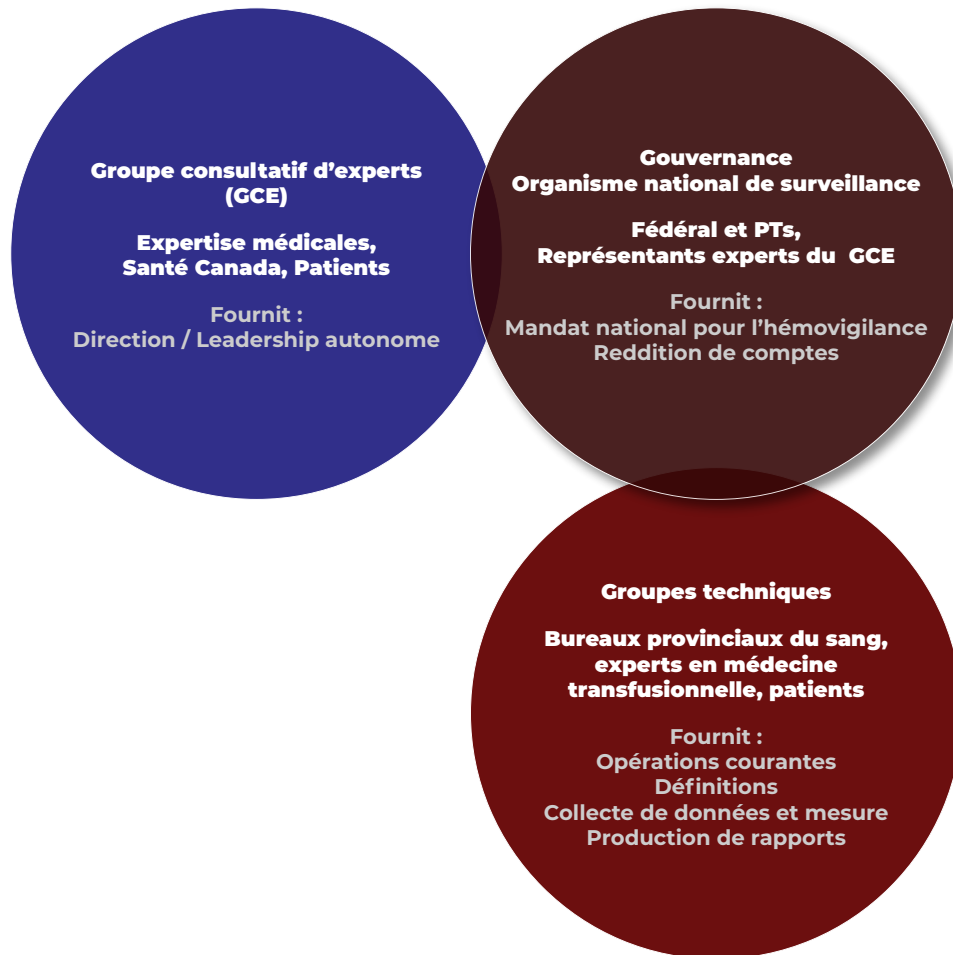 Groupe consultatif d'experts
(GCE)
Expertise médicales,
Santé Canada, Patients
Fournit :
Direction / Leadership autonome
Gouvernance
Organisme national de surveillance
Fédéral et PTs,
Représentants experts du  GCE
Fournit :
Mandat national pour l'hémovigilance
Reddition de comptes
Groupes techniques
Bureaux provinciaux du sang,
experts en médecine
transfusionnelle, patients
Fournit :
Opérations courantes
Définitions
Collecte de données et mesure
Production de rapports